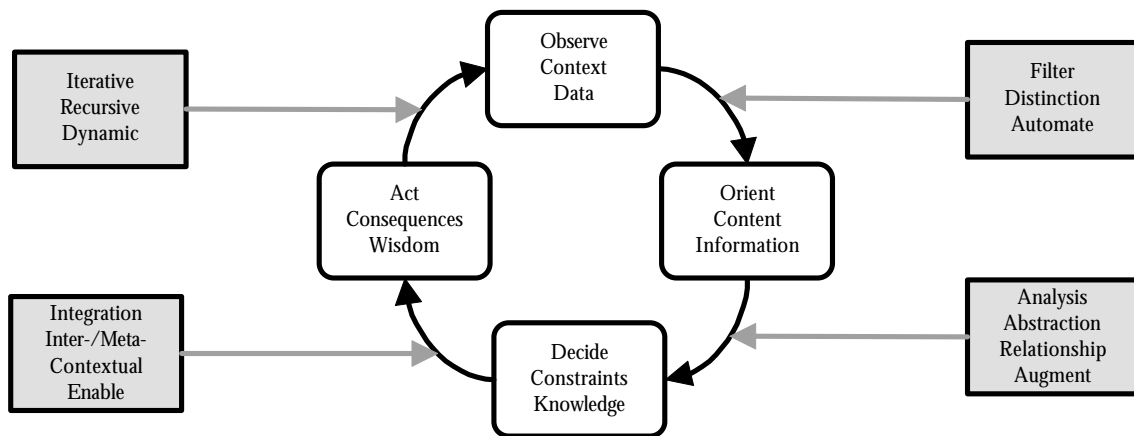 Observe
Context
Data
Iterative
Recursive
Dynamic
Filter
Distinction
Automate
Act
Consequences
Wisdom
Orient
Content
Information
Integration
Inter-/Meta-
Contextual
Enable
Decide
Constraints
Knowledge
Analysis
Abstraction
Relationship
Augment